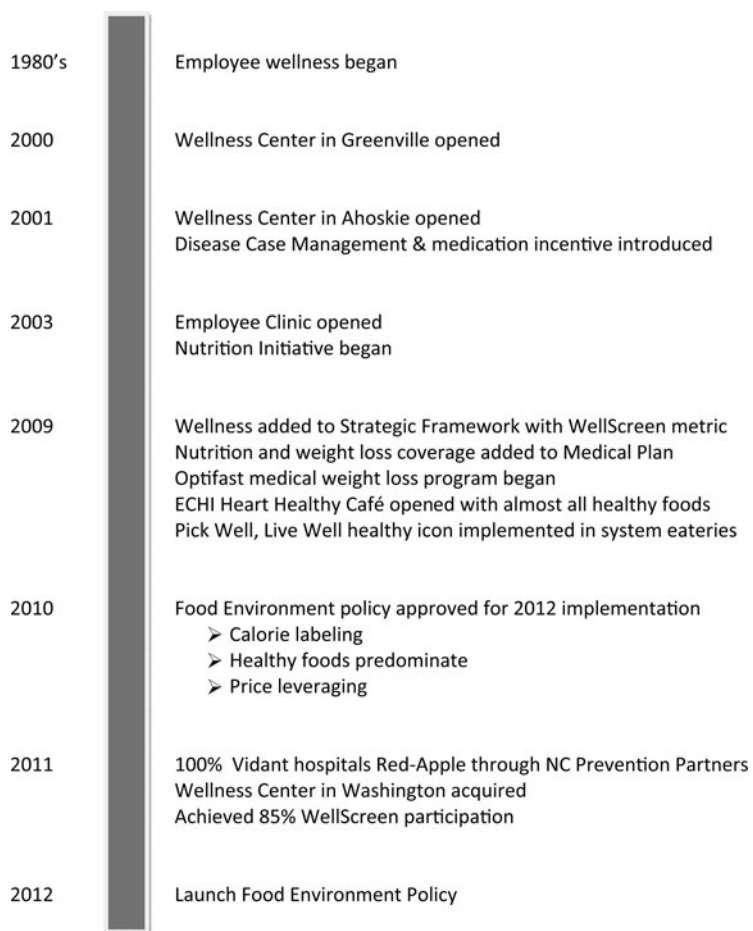 1980’s Employee wellness began
2000 Wellness Center in Greenville opened
2001 Wellness Center in Ahoskie opened
Disease Case Management & medication incentive introduced
2003 Employee Clinic opened
Nutrition Initiative began
2009 Wellness added to Strategic Framework with WellScreen metric
Nutrition and weight loss coverage added to Medical Plan
Optifast medical weight loss program began
ECHI Heart Healthy Café opened with almost all healthy foods
Pick Well, Live Well healthy icon implemented in system eateries
2010 Food Environment policy approved for 2012 implementation
➢ Calorie labeling
➢ Healthy foods predominate
➢ Price leveraging
2011 100% Vidant hospitals Red-Apple through NC Prevention Partners
Wellness Center in Washington acquired
Achieved 85% WellScreen participation
2012 Launch Food Environment Policy